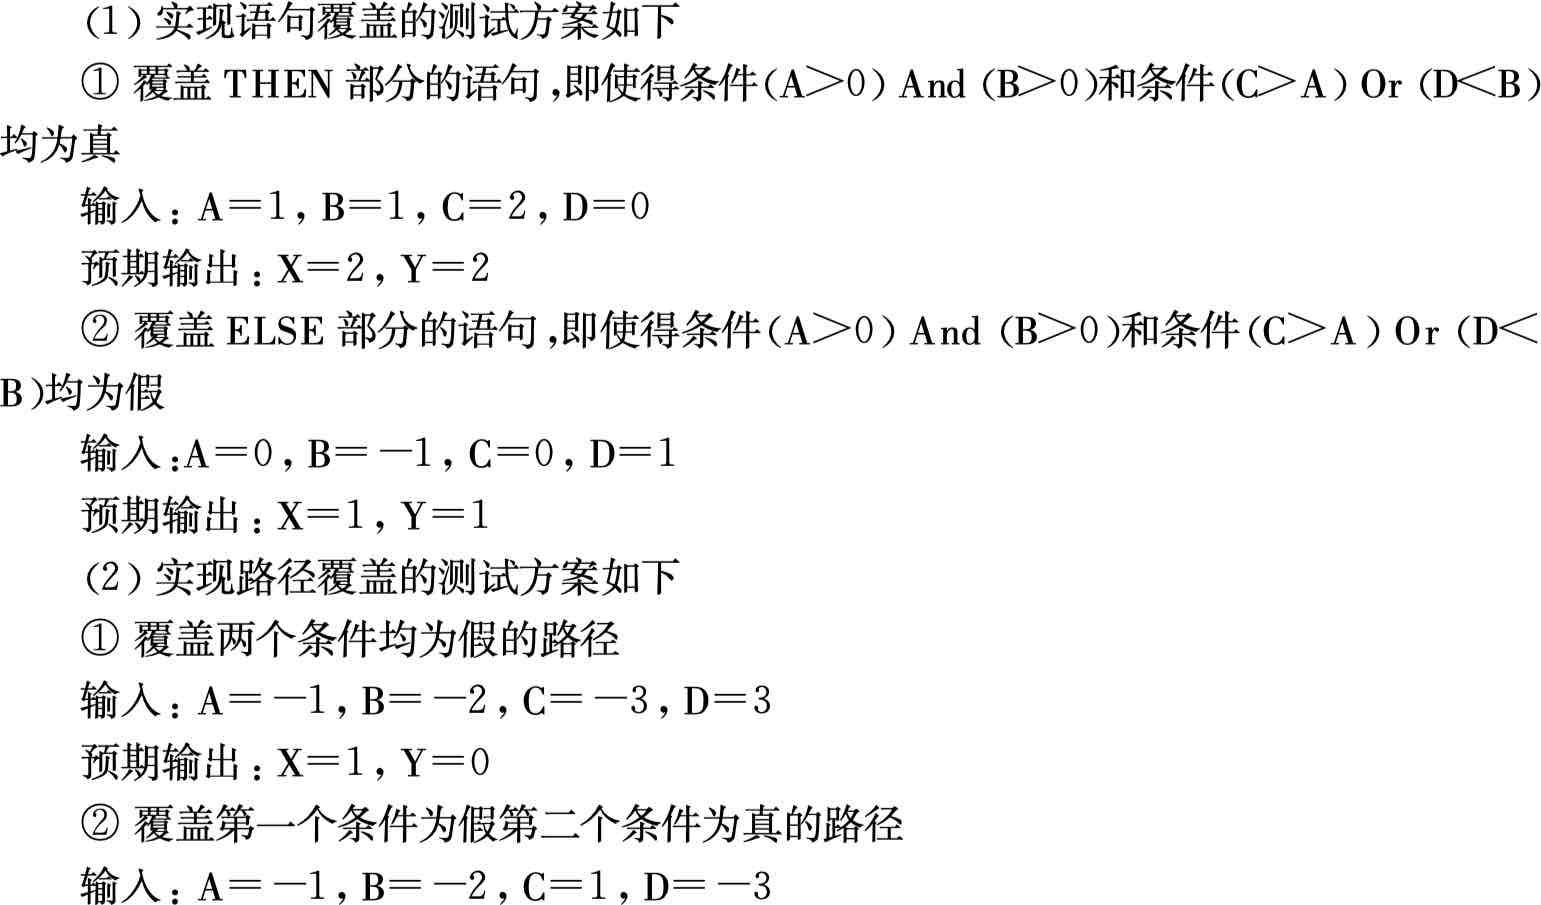 (1) 实现语句覆盖的测试方案如下
① 覆盖 THEN 部分的语句,即使得条件(A>0) And (B>0)和条件(C>A) Or (D<B)
均为真
输入: A=1, B=1, C=2, D=0
预期输出: X=2, Y=2
② 覆盖 ELSE 部分的语句,即使得条件(A>0) And (B>0)和条件(C>A) Or (D<
B)均为假
输入:A=0, B=-1, C=0, D=1
预期输出: X=1, Y=1
(2) 实现路径覆盖的测试方案如下
① 覆盖两个条件均为假的路径
输入: A=-1, B=-2, C=-3, D=3
预期输出: X=1, Y=0
② 覆盖第一个条件为假第二个条件为真的路径
输入: A=-1, B=-2, C=1, D=-3